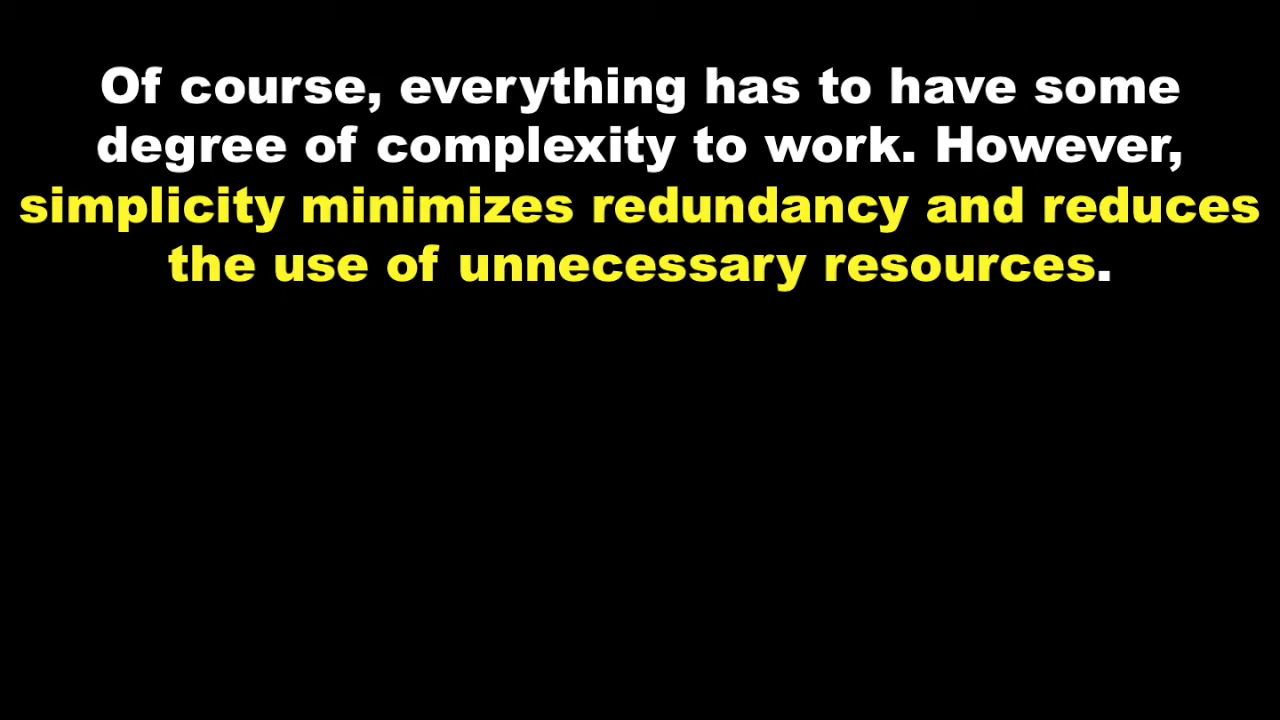 Of course, everything has to have some
degree of complexity to work. However,
simplicity minimizes redundancy and reduces
the use of unnecessary resources.